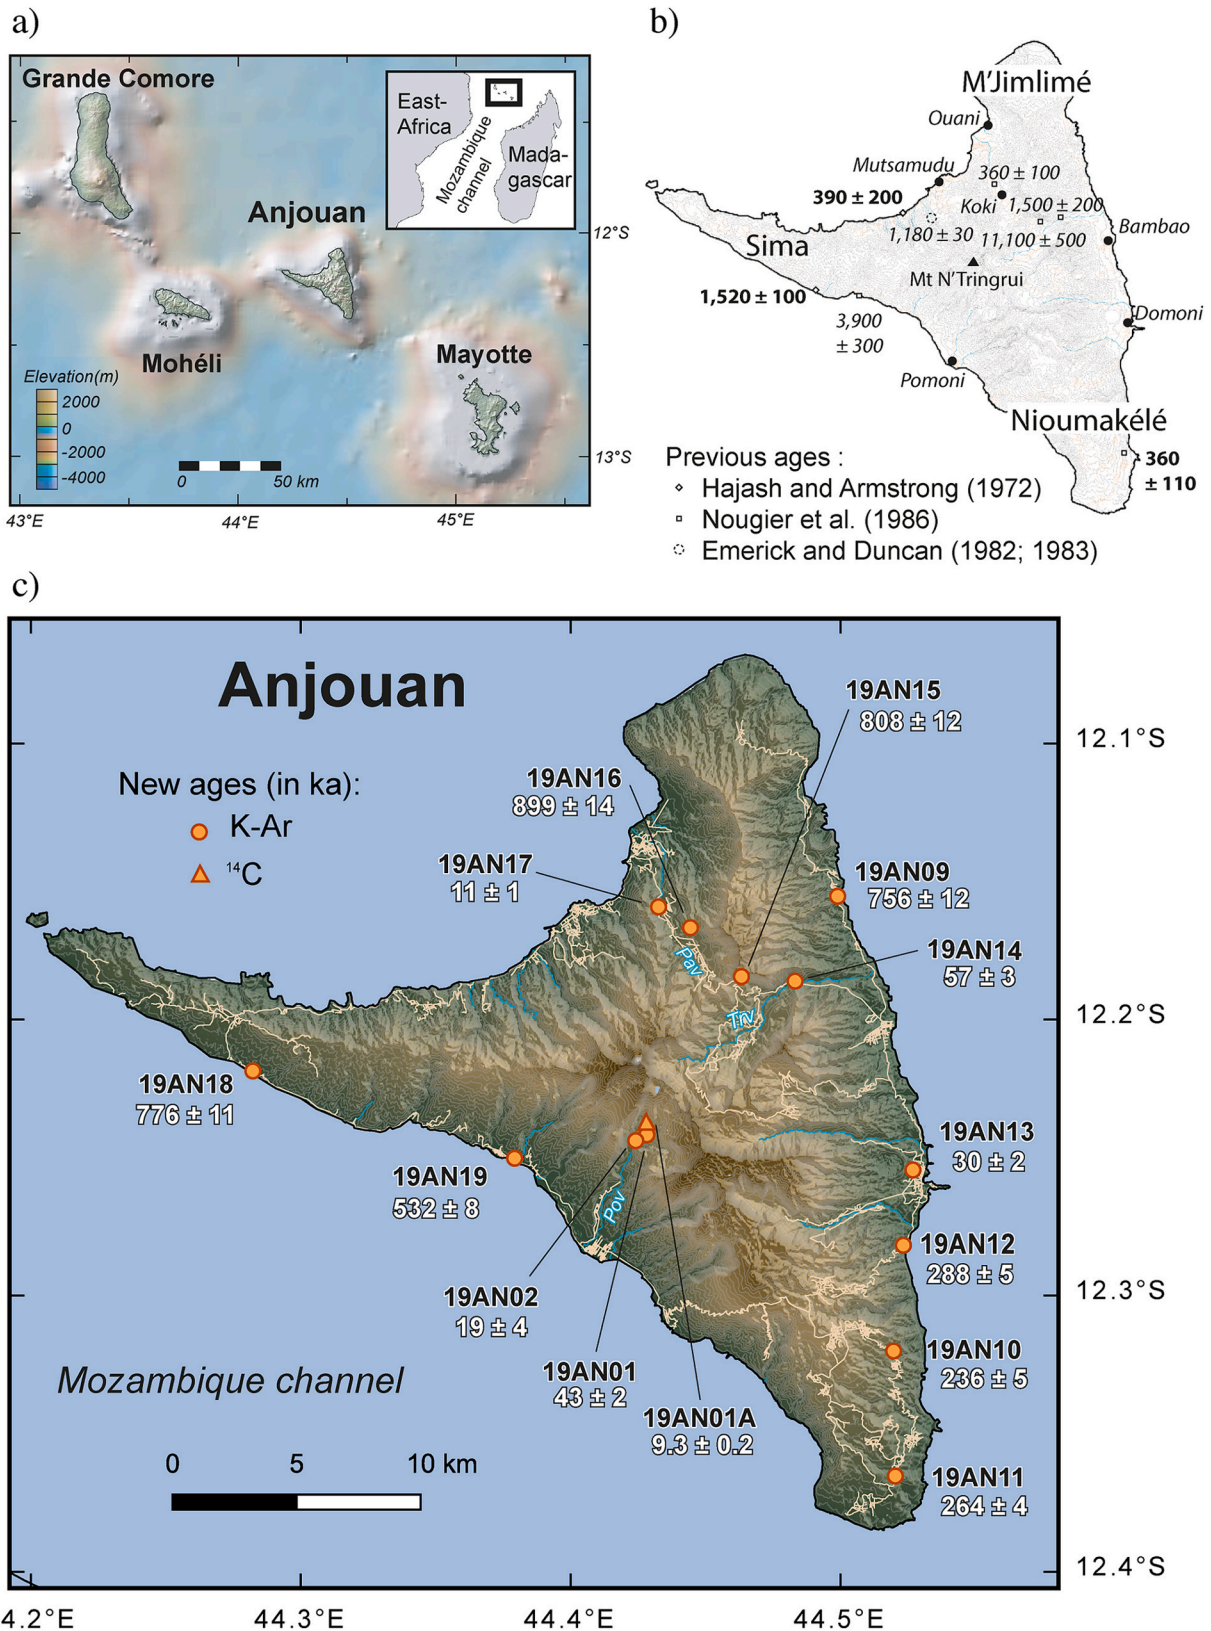 a)
Grande Comore
East-
Africa
Mozambique
channel
Mada-
gascar
Anjouan
12°S
Mohéli
Mayotte
Elevation(m)
2000
0
-2000
-4000
0
50 km
13°S
43°E
44°E
45°E
b)
M'Jimlimé
Ouani
Mutsamudu
360 ± 100
390 ± 200
Koki
1,500 ± 200
1,180 ± 30
11,100 ± 500
Bambao
Sima
Mt N'Tringrui
1,520 ± 100
3,900
± 300
Domoni
Pomoni
Nioumakélé
360
± 110
Previous ages :
Hajash and Armstrong (1972)
Nougier et al. (1986)
Emerick and Duncan (1982; 1983)
c)
Anjouan
New ages (in ka):
K-Ar
14C
19AN15
808 ± 12
19AN16
899 ± 14
19AN17
11 ± 1
19AN09
756 ± 12
19AN14
57 ± 3
Pav
Trv
19AN18
776 ± 11
19AN13
30 ± 2
19AN19
532 ± 8
Pov
19AN12
288 ± 5
19AN02
19 ± 4
19AN10
236 ± 5
19AN01
43 ± 2
19AN01A
9.3 ± 0.2
19AN11
264 ± 4
Mozambique channel
0
5
10 km
12.1°S
12.2°S
12.3°S
12.4°S
4.2°E
44.3°E
44.4°E
44.5°E